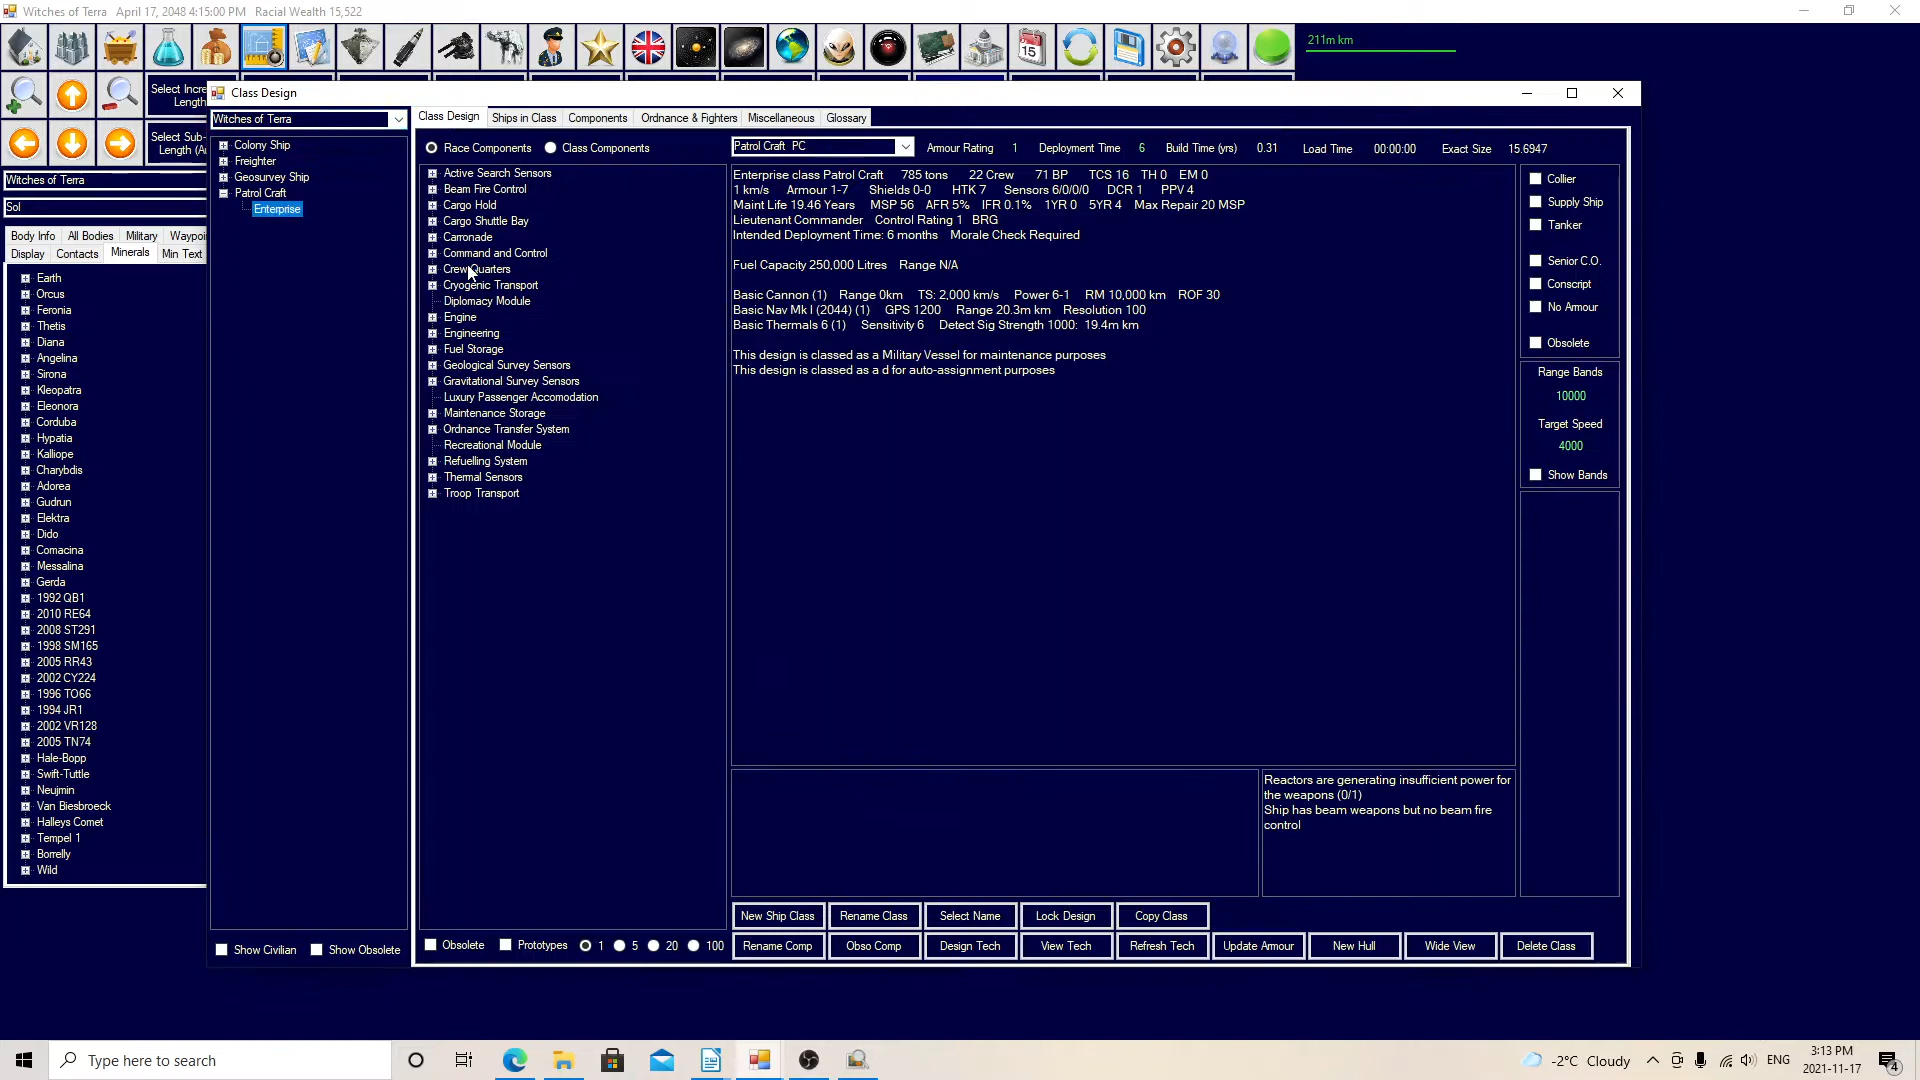 Witches of Terra   April 17, 2048 4:15:00 PM   Racial Wealth 15,522
15
211m km
Select Incre
Length
Select Sub-
Length (Au
Witches of Terra
Sol
Body Info   All Bodies   Military   Waypoi
Display   Contacts   Minerals   Min Text
Earth
Orcus
Feronia
Thetis
Diana
Angelina
Sirona
Kleopatra
Eleonora
Corduba
Hypatia
Kalliope
Charybdis
Adorea
Gudrun
Elektra
Dido
Comacina
Messalina
Gerda
1992 QB1
2010 RE64
2008 ST291
1998 SM165
2005 RR43
2002 CY224
1996 TO66
1994 JR1
2002 VR128
2005 TN74
Hale-Bopp
Swift-Tuttle
Neujmin
Van Biesbroeck
Halleys Comet
Tempel 1
Borrelly
Wild
Class Design
Witches of Terra
Colony Ship
Freighter
Geosurvey Ship
Patrol Craft
Enterprise
Show Civilian   Show Obsolete
Class Design   Ships in Class   Components   Ordnance & Fighters   Miscellaneous   Glossary
Race Components   Class Components
Active Search Sensors
Beam Fire Control
Cargo Hold
Cargo Shuttle Bay
Carronade
Command and Control
Crew Quarters
Cryogenic Transport
Diplomacy Module
Engine
Engineering
Fuel Storage
Geological Survey Sensors
Gravitational Survey Sensors
Luxury Passenger Accomodation
Maintenance Storage
Ordnance Transfer System
Recreational Module
Refuelling System
Thermal Sensors
Troop Transport
Obsolete   Prototypes   1   5   20   100
Patrol Craft  PC   Armour Rating   1   Deployment Time   6   Build Time (yrs)   0.31   Load Time   00:00:00   Exact Size   15.6947
Enterprise class Patrol Craft   785 tons   22 Crew   71 BP   TCS 16   TH 0   EM 0
1 km/s   Armour 1-7   Shields 0-0   HTK 7   Sensors 6/0/0/0   DCR 1   PPV 4
Maint Life 19.46 Years   MSP 56   AFR 5%   IFR 0.1%   1YR 0   5YR 4   Max Repair 20 MSP
Lieutenant Commander   Control Rating 1   BRG
Intended Deployment Time: 6 months   Morale Check Required
Fuel Capacity 250,000 Litres   Range N/A
Basic Cannon (1)   Range 0km   TS: 2,000 km/s   Power 6-1   RM 10,000 km   ROF 30
Basic Nav Mk I (2044) (1)   GPS 1200   Range 20.3m km   Resolution 100
Basic Thermals 6 (1)   Sensitivity 6   Detect Sig Strength 1000:  19.4m km
This design is classed as a Military Vessel for maintenance purposes
This design is classed as a d for auto-assignment purposes
Reactors are generating insufficient power for
the weapons (0/1)
Ship has beam weapons but no beam fire
control
Collier
Supply Ship
Tanker
Senior C.O.
Conscript
No Armour
Obsolete
Range Bands
10000
Target Speed
4000
Show Bands
New Ship Class   Rename Class   Select Name   Lock Design   Copy Class
Rename Comp   Obso Comp   Design Tech   View Tech   Refresh Tech   Update Armour   New Hull   Wide View   Delete Class
Type here to search
-2°C  Cloudy   ENG   3:13 PM
2021-11-17   4